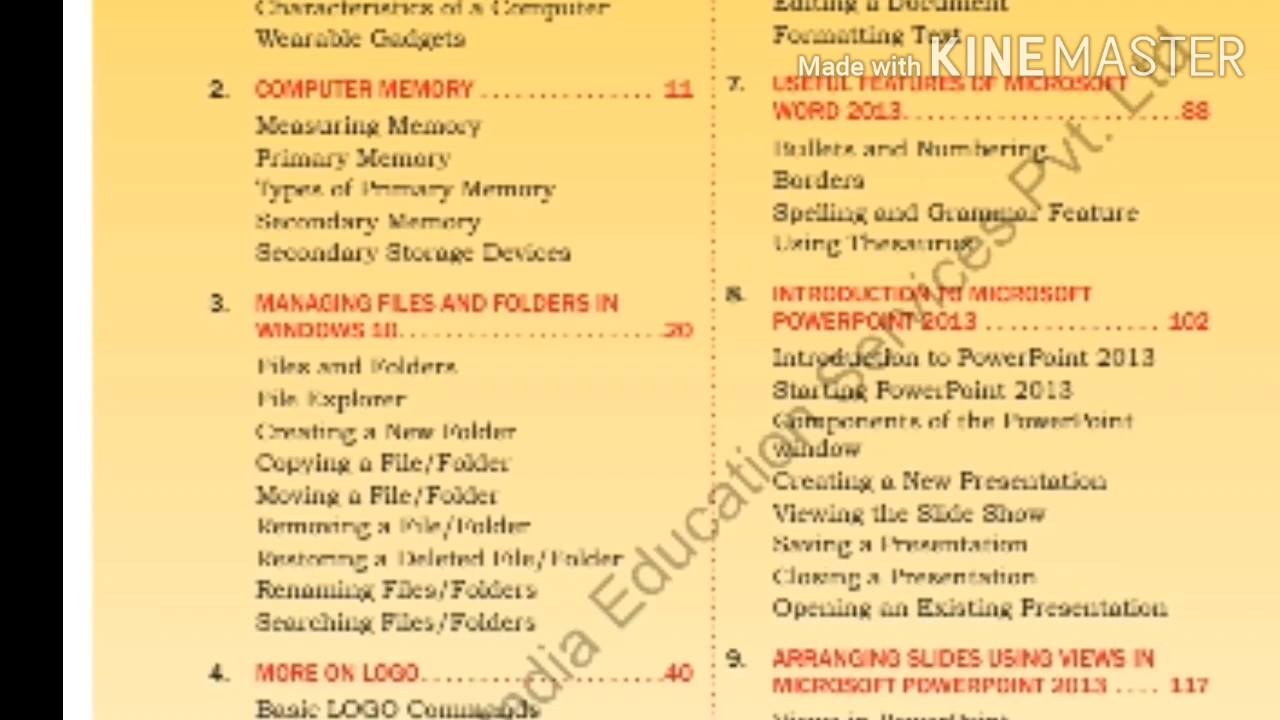 Characteristics of a Computer
Wearable Gadgets
2. COMPUTER MEMORY .................. 11
Measuring Memory
Primary Memory
Types of Primary Memory
Secondary Memory
Secondary Storage Devices
3. MANAGING FILES AND FOLDERS IN
WINDOWS 10............................20
Files and Folders
File Explorer
Creating a New Folder
Copying a File/Folder
Moving a File/Folder
Removing a File/Folder
Restoring a Deleted File/Folder
Renaming Files/Folders
Searching Files/Folders
4. MORE ON LOGO..........................40
Basic LOGO Commands
Editing a Document
Formatting Text
Made with KINEMASTER
7. USEFUL FEATURES OF MICROSOFT
WORD 2013.............................88
Bullets and Numbering
Borders
Spelling and Grammar Feature
Using Thesaurus
8. INTRODUCTION TO MICROSOFT
POWERPOINT 2013 ................ 102
Introduction to PowerPoint 2013
Starting PowerPoint 2013
Components of the PowerPoint
window
Creating a New Presentation
Viewing the Slide Show
Saving a Presentation
Closing a Presentation
Opening an Existing Presentation
9. ARRANGING SLIDES USING VIEWS IN
MICROSOFT POWERPOINT 2013 .... 117
Views in PowerPoint
Education Services Pvt. Ltd